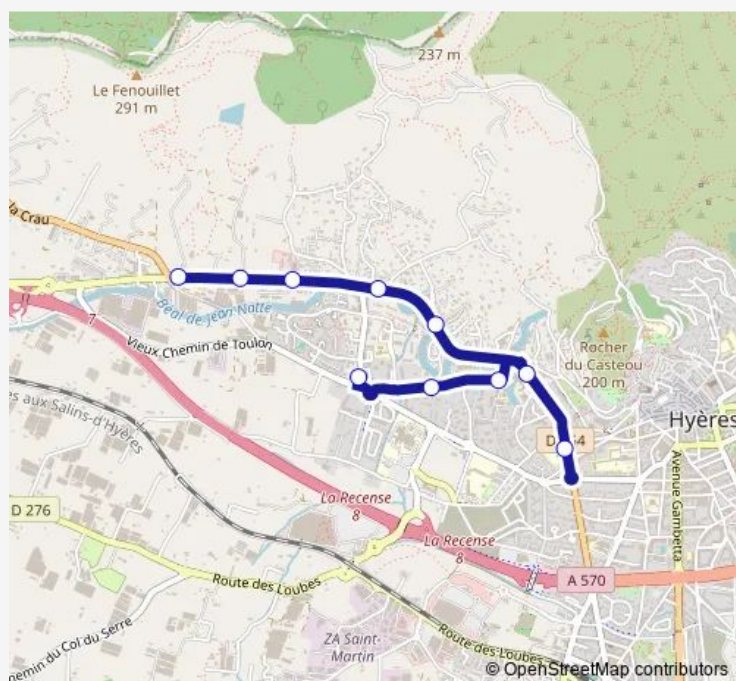 237 m
Le Fenouillet
291 m
la Crau
Béal de Jean Natte
7
Vieux Chemin de Toulon
Rocher
du Casteou
200 m
Hyères
es aux Salins-d'Hyères
Avenue Gambetta
La Recense
8
D 276
La Recense
8
A 570
Route des Loubes
ZA Saint-
Martin
Route des Loubes
hemin du Col du Serre
© OpenStreetMap contributors